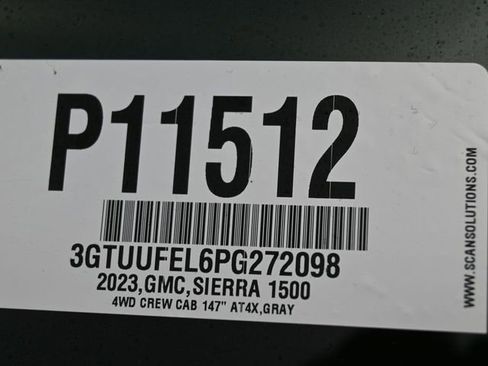 P11512
3GTUUFEL6PG272098
2023,GMC,SIERRA 1500
4WD CREW CAB 147" AT4X,GRAY
WWW.SCANSOLUTIONS.COM